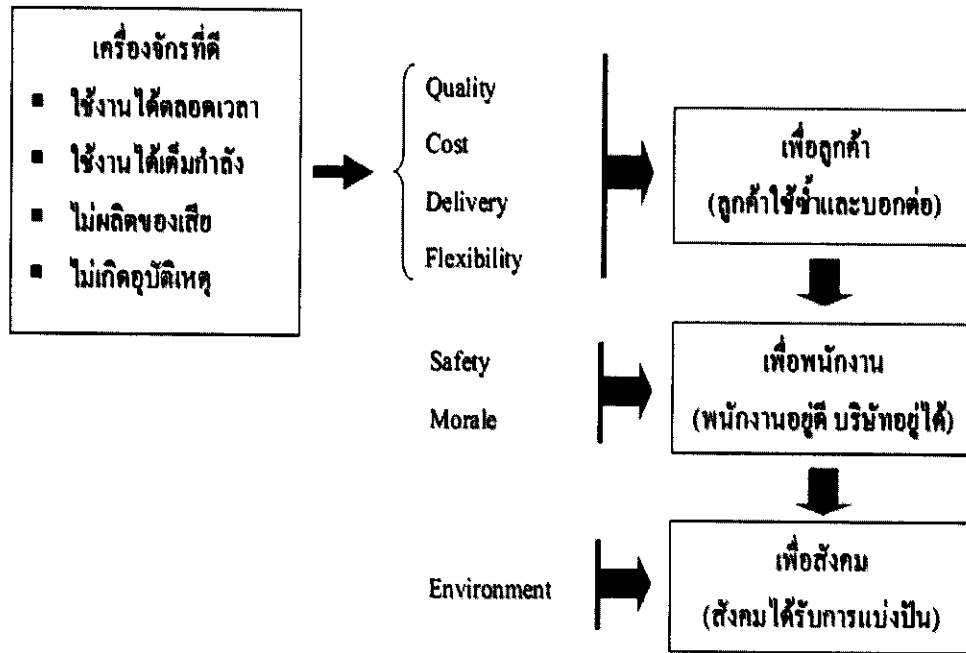 เครื่องจักรที่ดี
▪ ใช้งานได้ตลอดเวลา
▪ ใช้งานได้เต็มกำลัง
▪ ไม่ผลิตของเสีย
▪ ไม่เกิดอุบัติเหตุ
Quality
Cost
Delivery
Flexibility
เพื่อลูกค้า
(ลูกค้าใช้ซ้ำและบอกต่อ)
Safety
Morale
เพื่อพนักงาน
(พนักงานอยู่ดี บริษัทอยู่ได้)
Environment
เพื่อสังคม
(สังคมได้รับการแบ่งปัน)